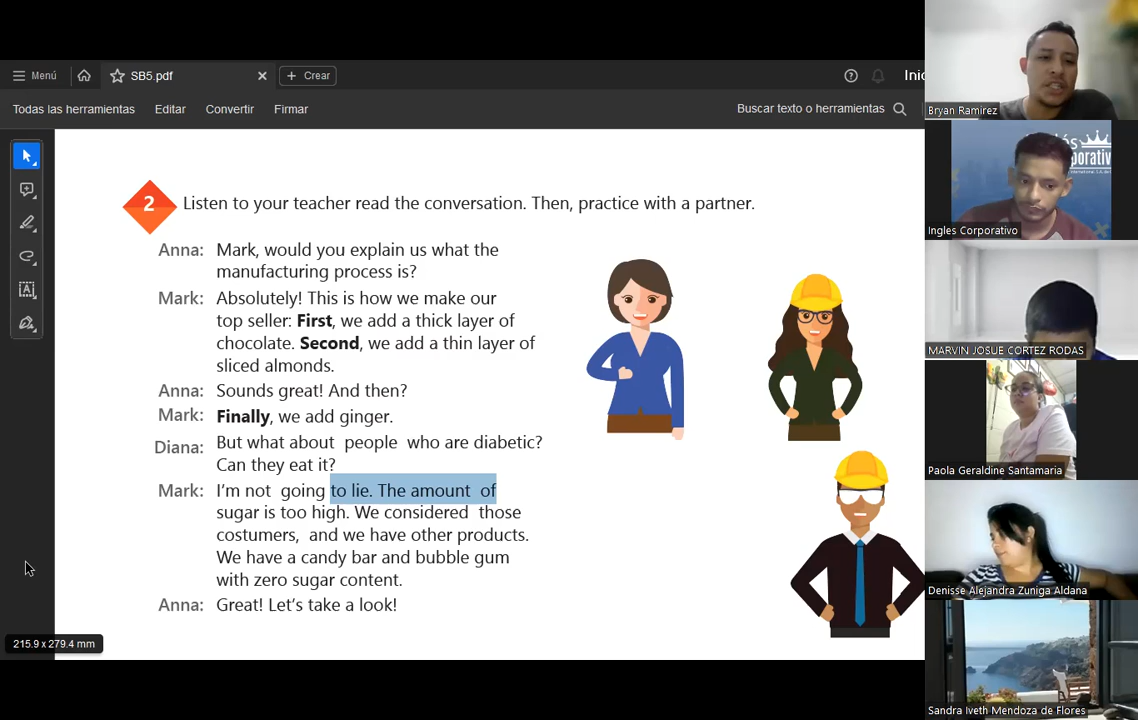 Menú
SB5.pdf
Crear
Inic
Todas las herramientas
Editar
Convertir
Firmar
Buscar texto o herramientas
2
Listen to your teacher read the conversation. Then, practice with a partner.
Anna: Mark, would you explain us what the
manufacturing process is?
Mark: Absolutely! This is how we make our
top seller: First, we add a thick layer of
chocolate. Second, we add a thin layer of
sliced almonds.
Anna: Sounds great! And then?
Mark: Finally, we add ginger.
Diana: But what about people who are diabetic?
Can they eat it?
Mark: I'm not going to lie. The amount of
sugar is too high. We considered those
costumers, and we have other products.
We have a candy bar and bubble gum
with zero sugar content.
Anna: Great! Let's take a look!
215.9 x 279.4 mm
Bryan Ramírez
Ingles Corporativo
MARVIN JOSUE CORTEZ RODAS
Paola Geraldine Santamaria
Denisse Alejandra Zuniga Aldana
Sandra Iveth Mendoza de Flores